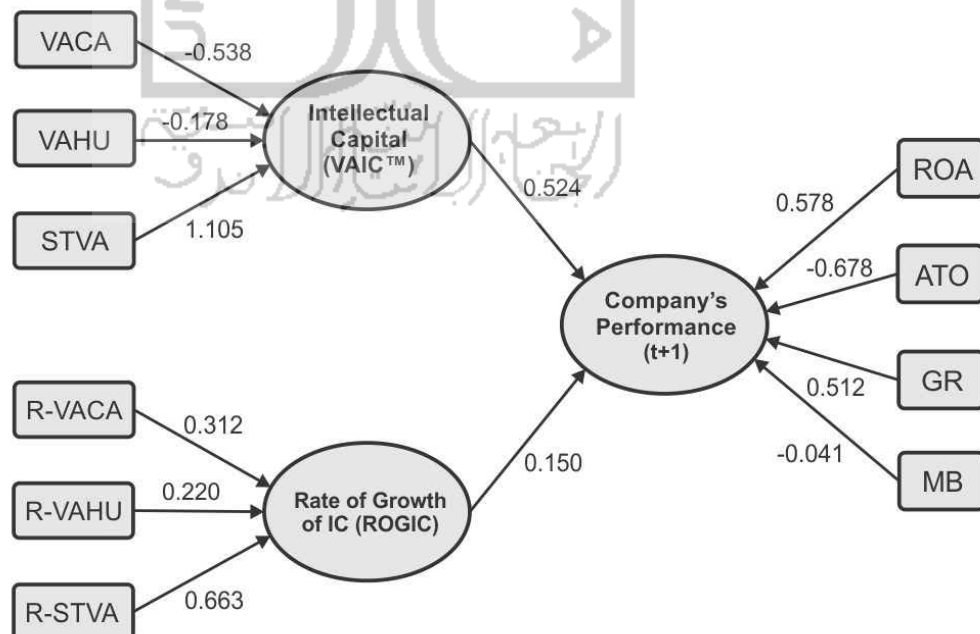 VACA
-0.538
VAHU
-0.178
STVA
1.105
Intellectual
Capital
(VAIC™)
0.524
R-VACA
0.312
R-VAHU
0.220
R-STVA
0.663
Rate of Growth
of IC (ROGIC)
0.150
Company's
Performance
(t+1)
ROA
0.578
ATO
-0.678
GR
0.512
MB
-0.041